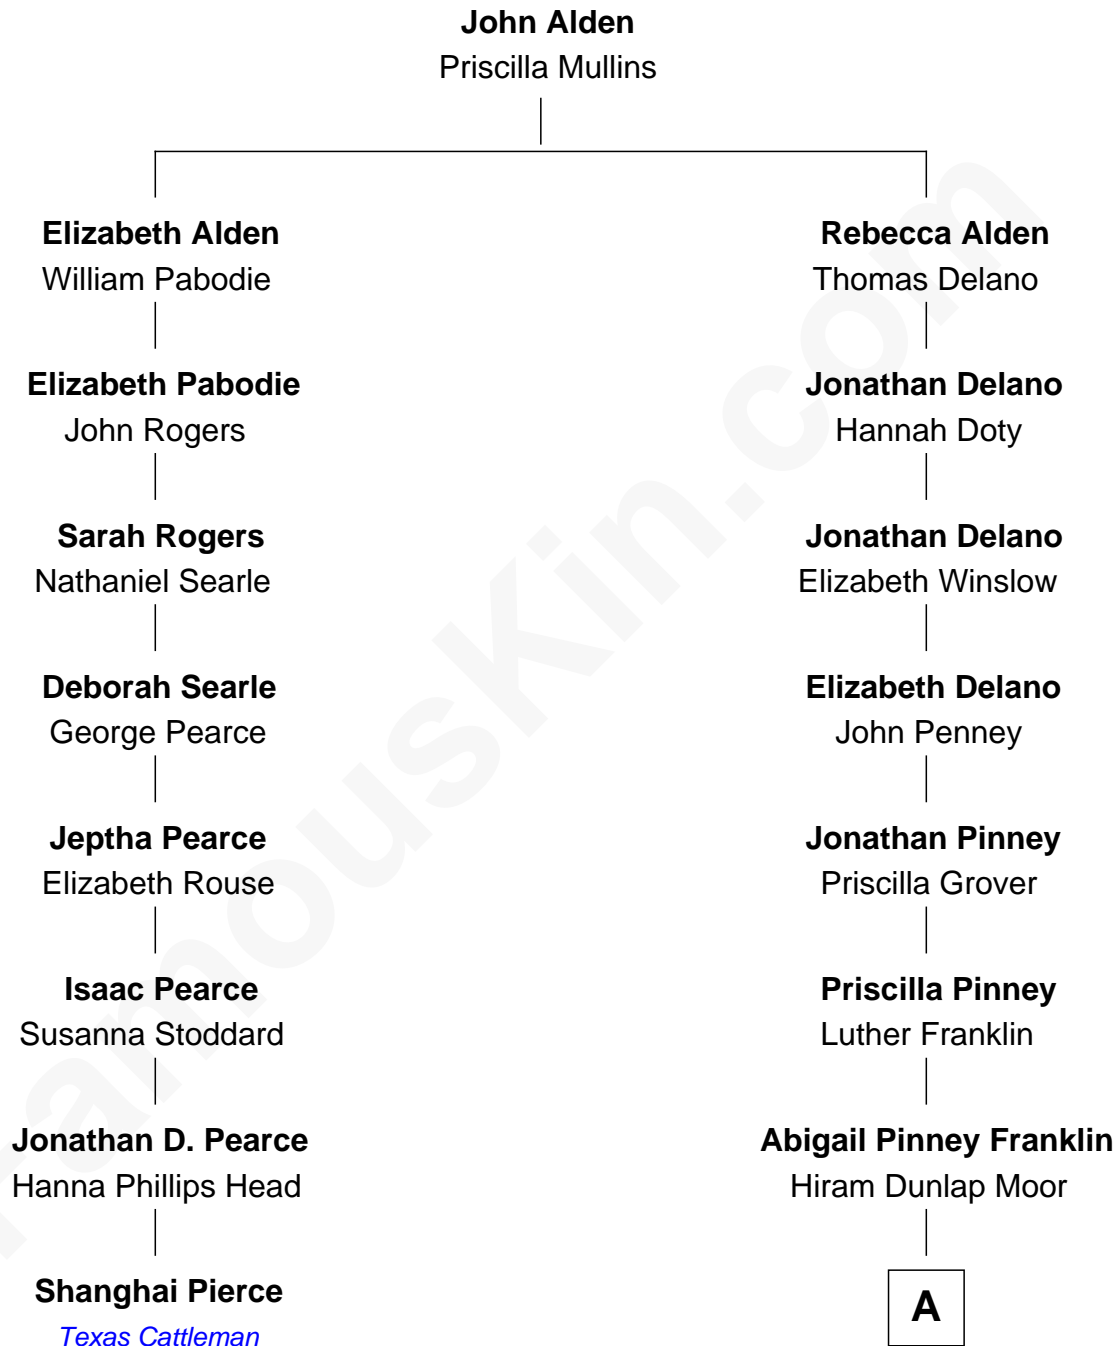 John Alden
Priscilla Mullins
Elizabeth Alden
William Pabodie
Rebecca Alden
Thomas Delano
Elizabeth Pabodie
John Rogers
Jonathan Delano
Hannah Doty
Sarah Rogers
Nathaniel Searle
Jonathan Delano
Elizabeth Winslow
Deborah Searle
George Pearce
Elizabeth Delano
John Penney
Jeptha Pearce
Elizabeth Rouse
Jonathan Pinney
Priscilla Grover
Isaac Pearce
Susanna Stoddard
Priscilla Pinney
Luther Franklin
Jonathan D. Pearce
Hanna Phillips Head
Abigail Pinney Franklin
Hiram Dunlap Moor
Shanghai Pierce
Texas Cattleman
A
FamousKin.com